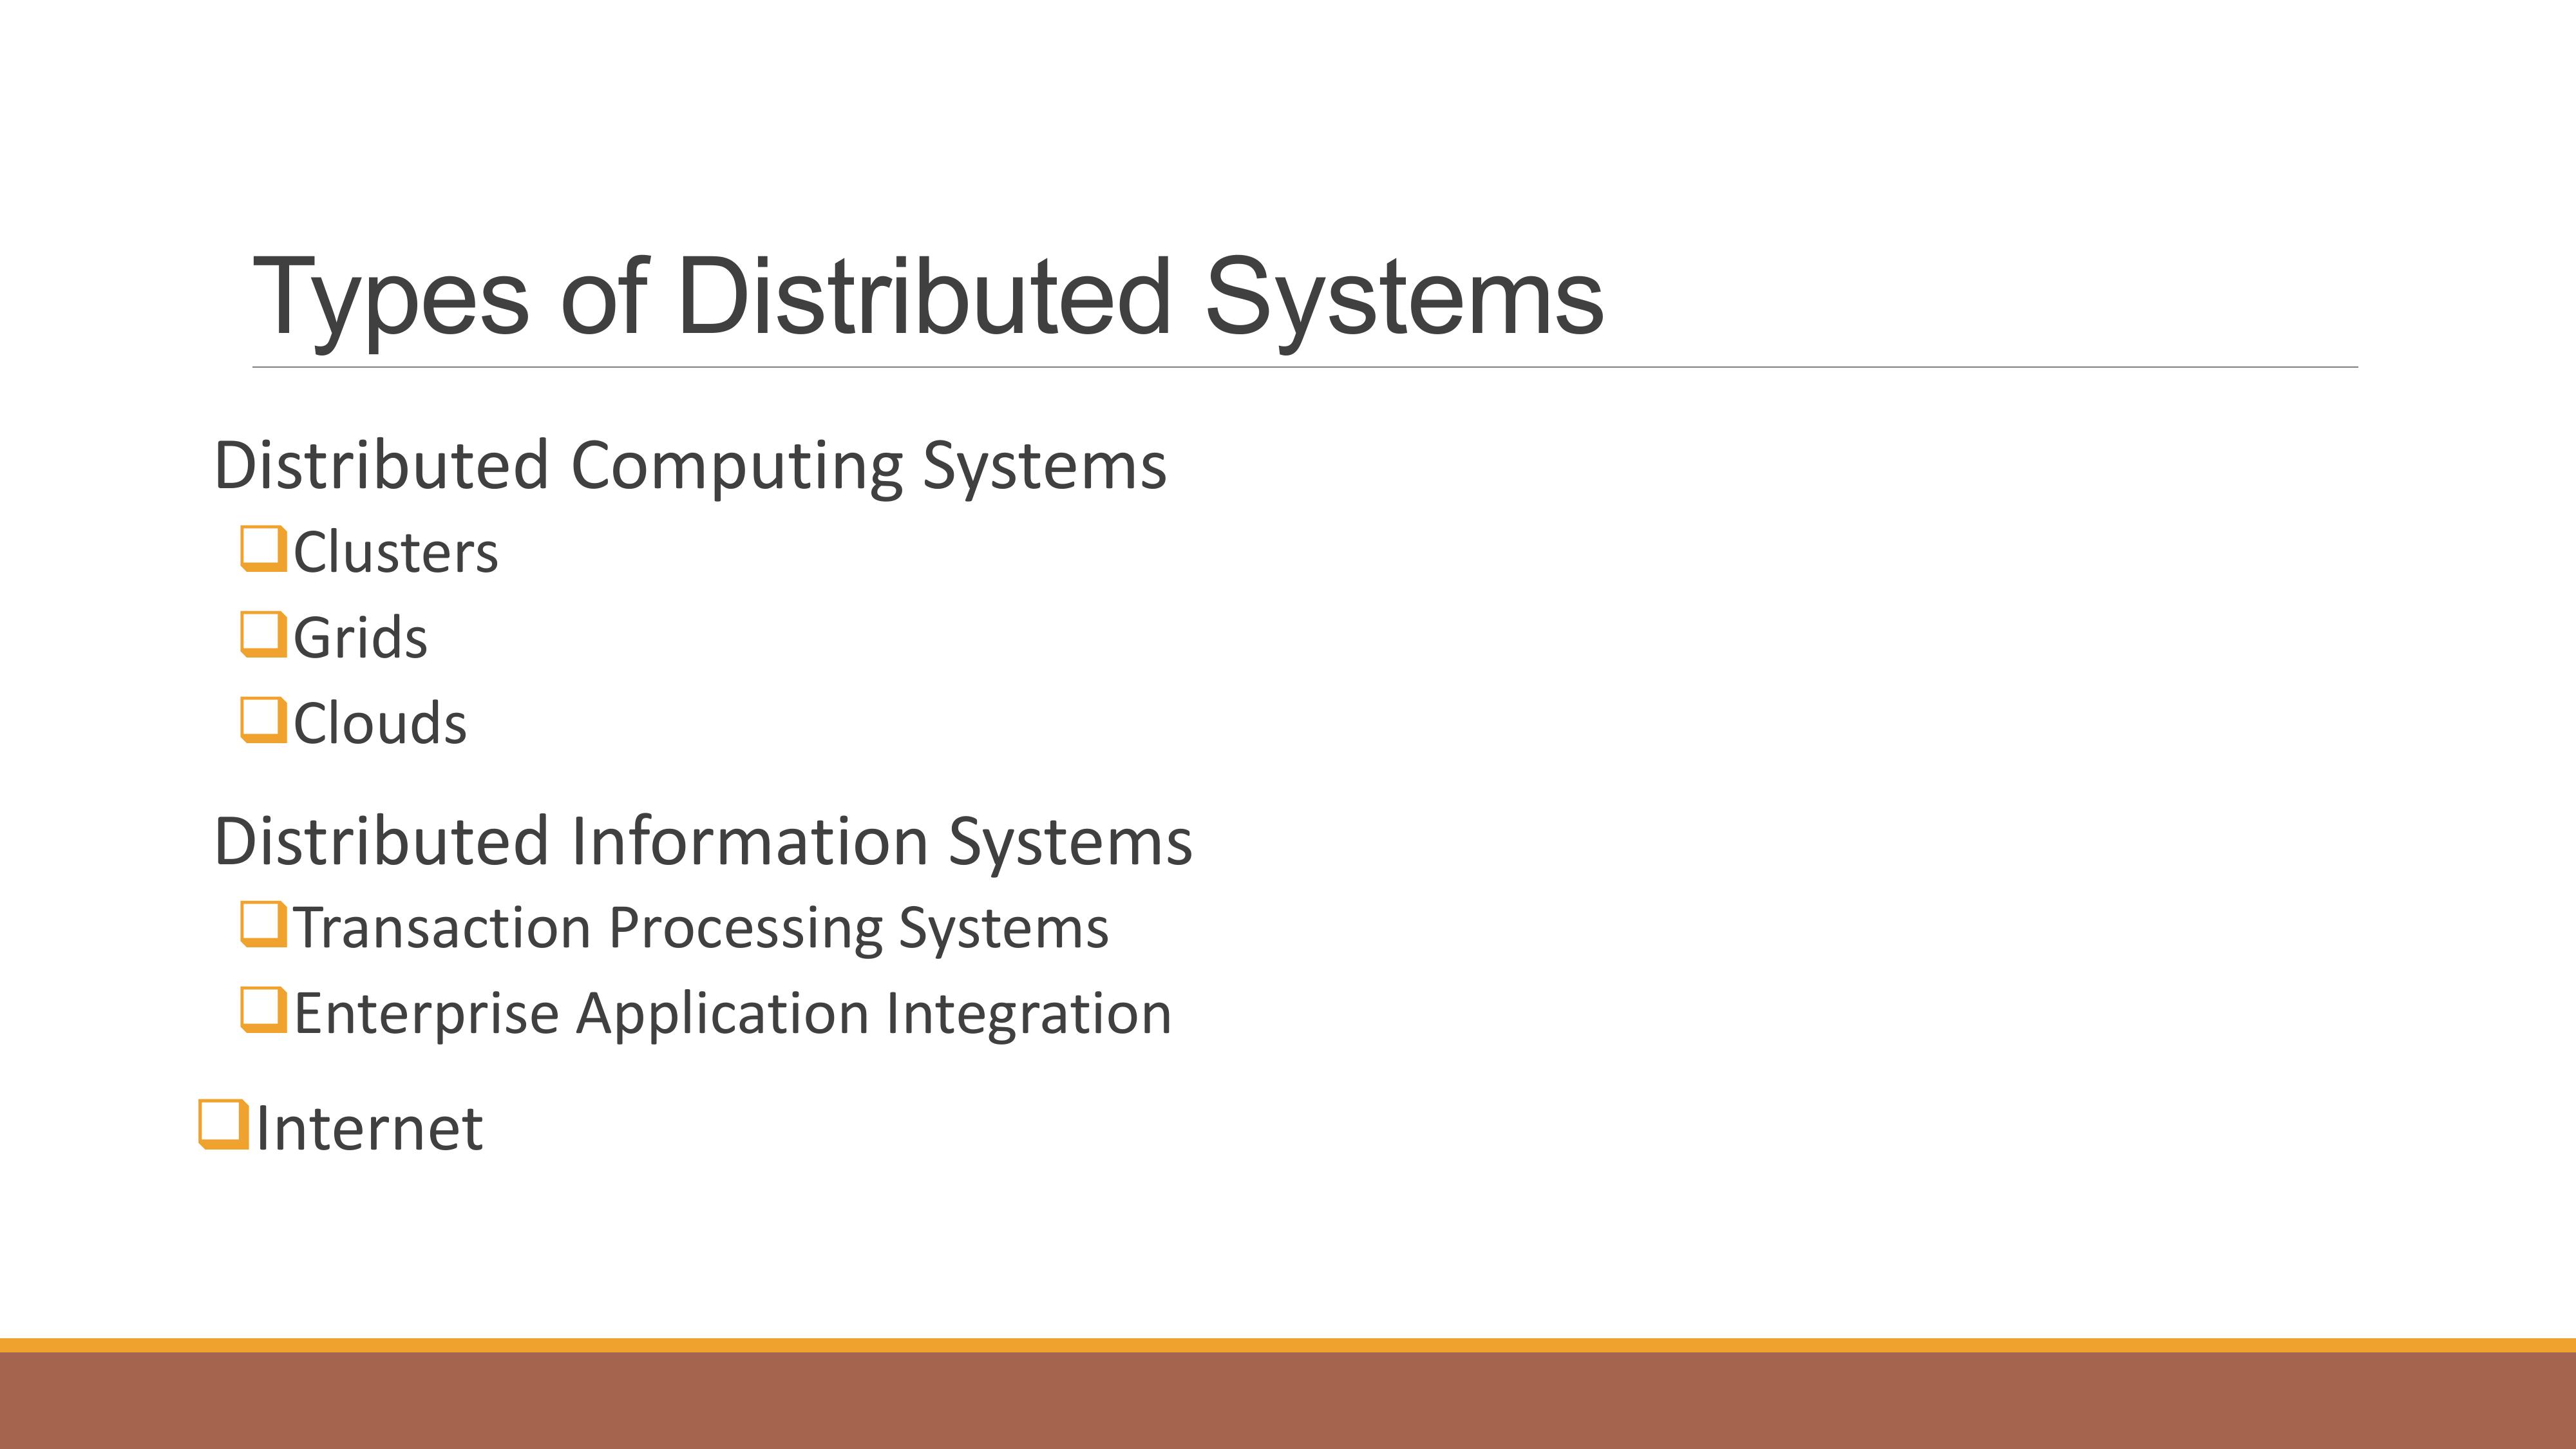 Types of Distributed Systems
Distributed Computing Systems
Clusters
Grids
Clouds
Distributed Information Systems
Transaction Processing Systems
Enterprise Application Integration
Internet